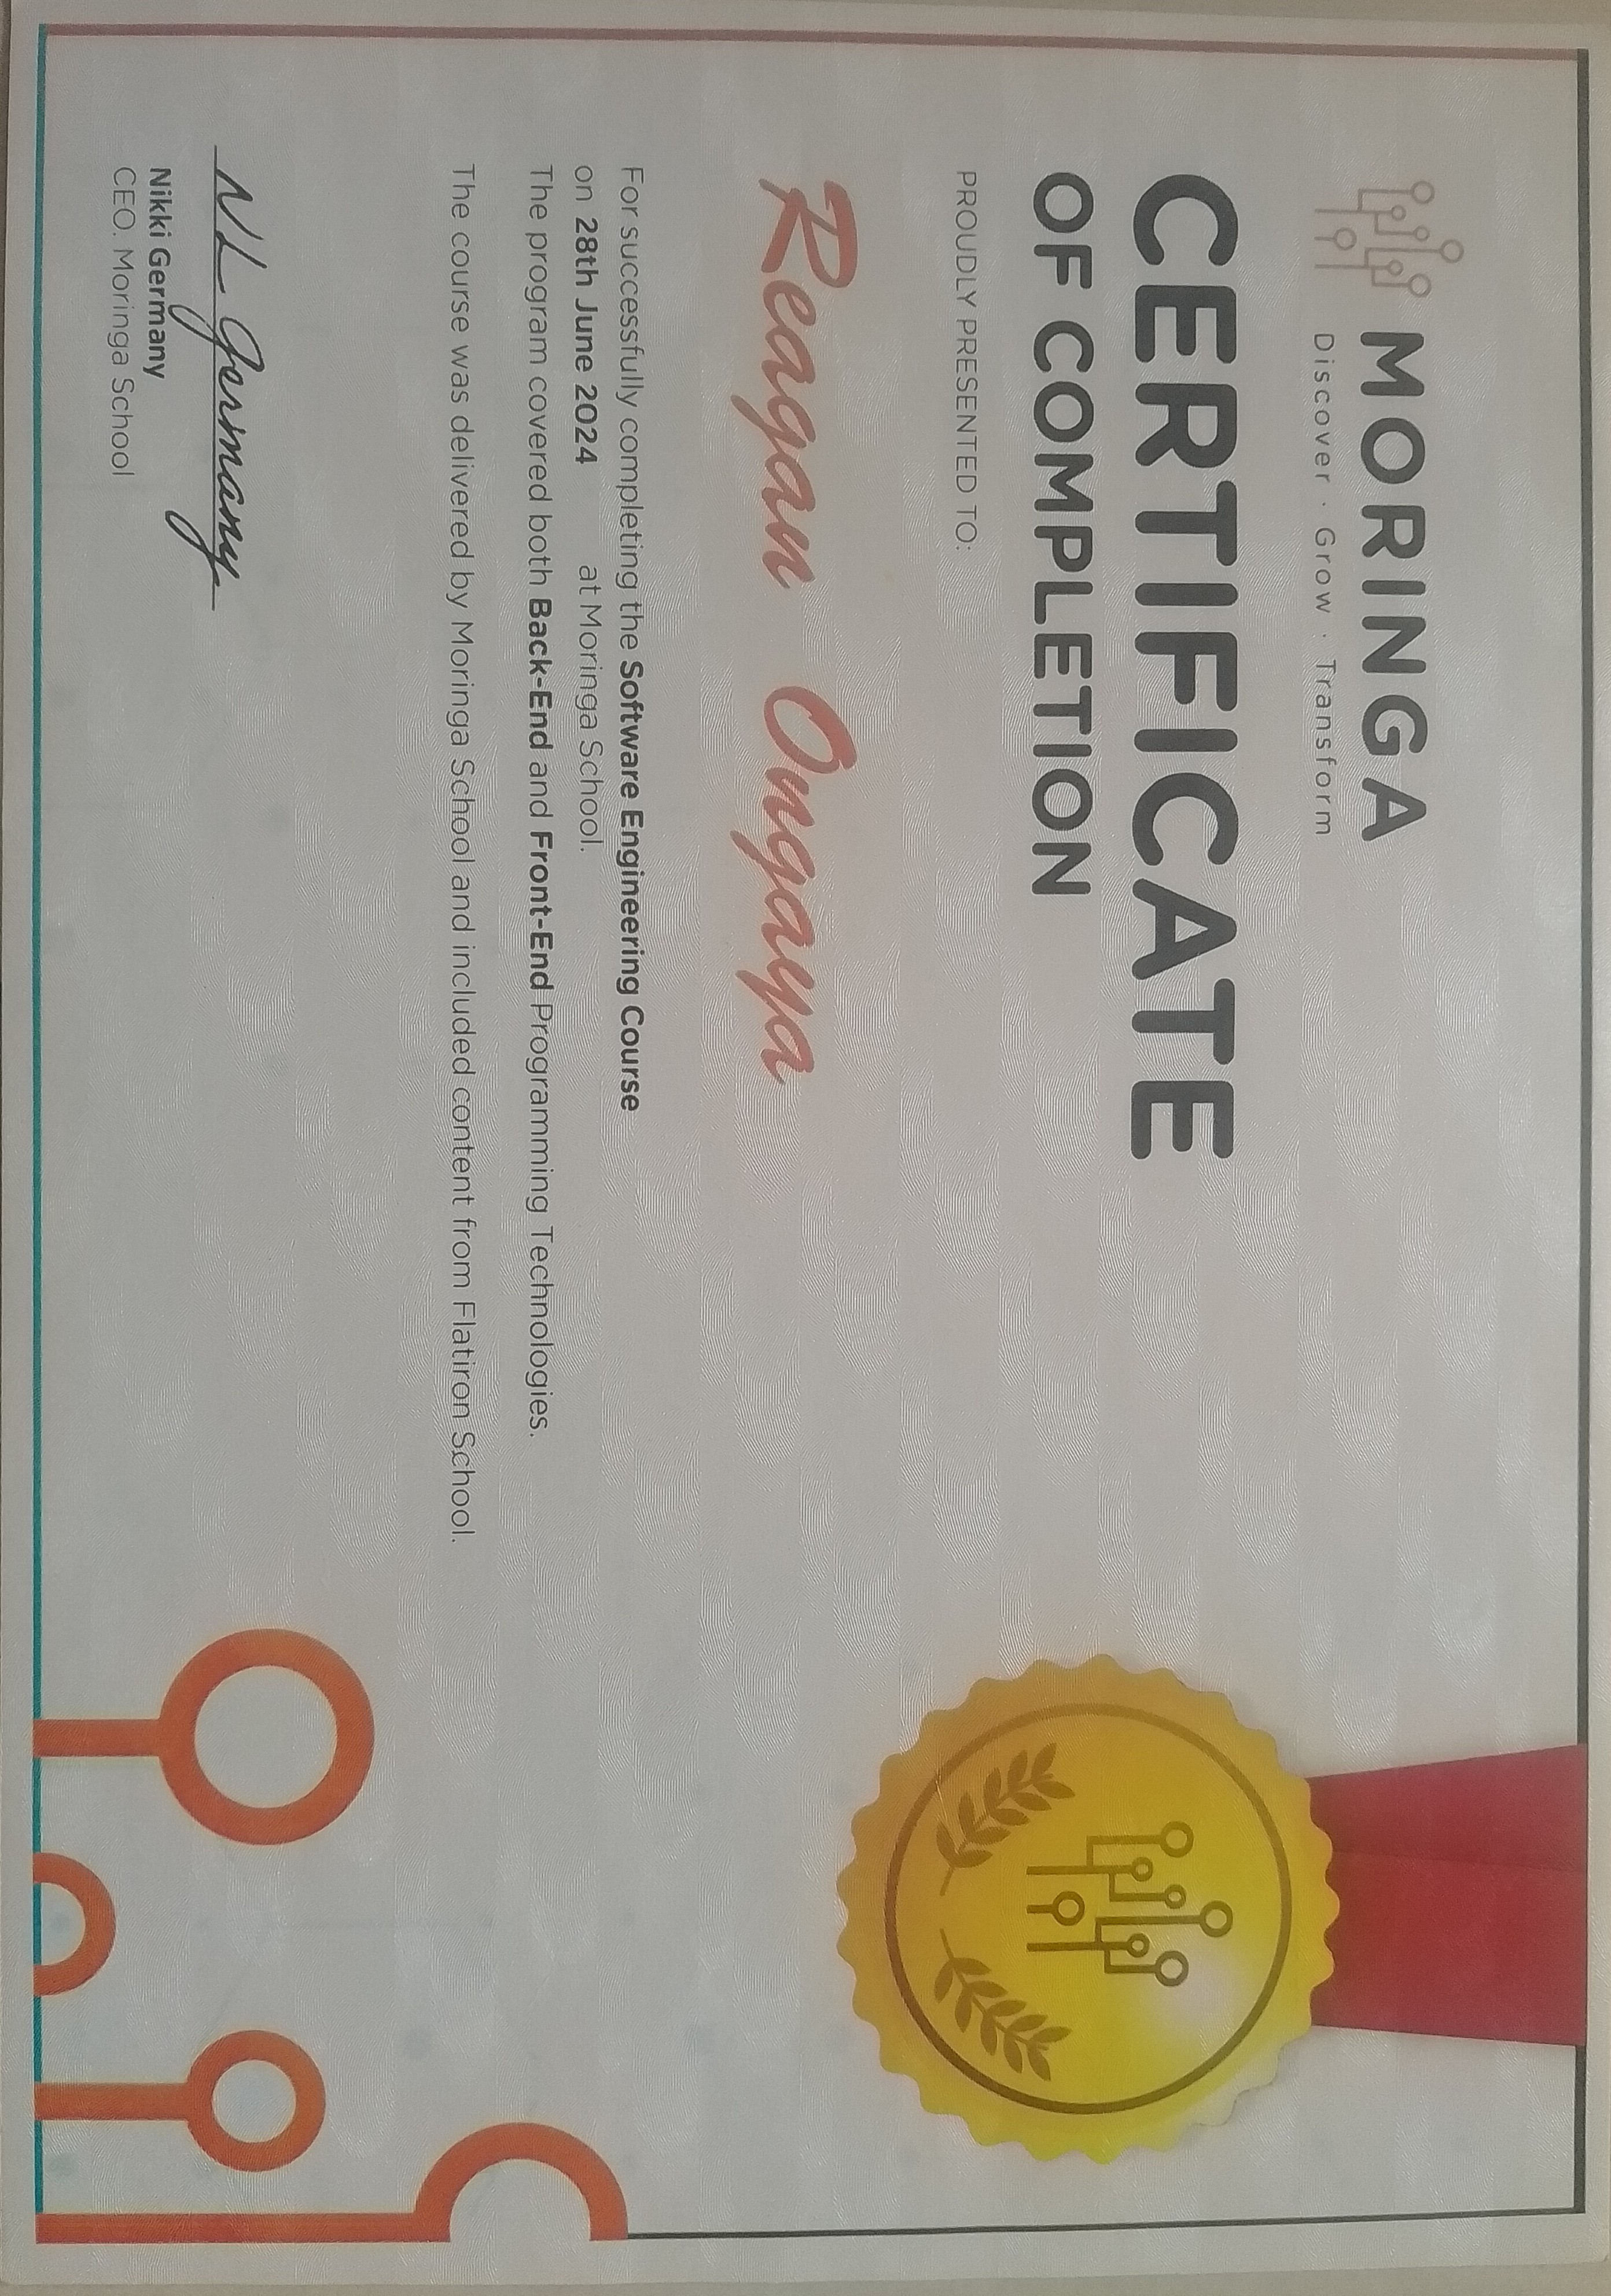 MORINGA
Discover · Grow · Transform
CERTIFICATE
OF COMPLETION
PROUDLY PRESENTED TO:
Reagan Ongaya
For successfully completing the Software Engineering Course
on 28th June 2024 at Moringa School.
The program covered both Back-End and Front-End Programming Technologies.
The course was delivered by Moringa School and included content from Flatiron School.
NL Germany
Nikki Germany
CEO. Moringa School